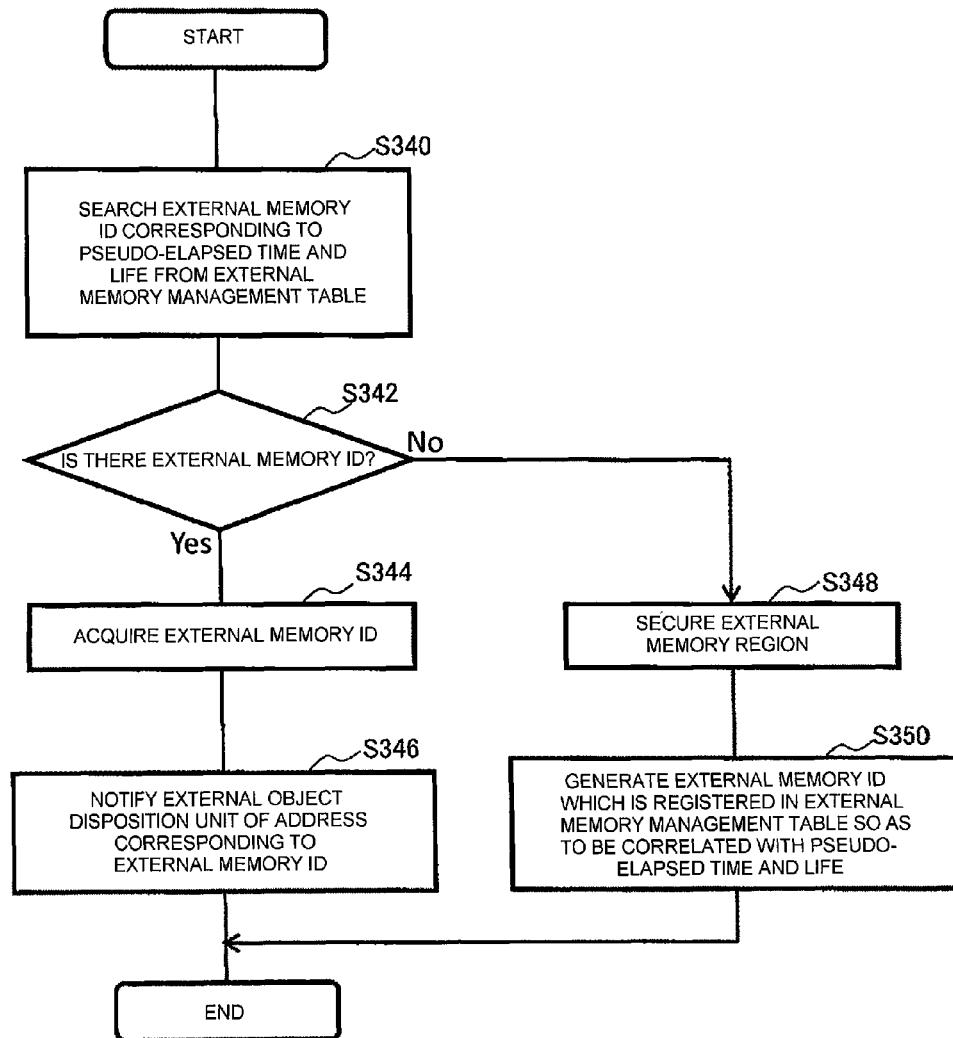 START
S340
SEARCH EXTERNAL MEMORY
ID CORRESPONDING TO
PSEUDO-ELAPSED TIME AND
LIFE FROM EXTERNAL
MEMORY MANAGEMENT TABLE
S342
IS THERE EXTERNAL MEMORY ID?
No
Yes
S344
ACQUIRE EXTERNAL MEMORY ID
S348
SECURE EXTERNAL
MEMORY REGION
S346
NOTIFY EXTERNAL OBJECT
DISPOSITION UNIT OF ADDRESS
CORRESPONDING TO
EXTERNAL MEMORY ID
S350
GENERATE EXTERNAL MEMORY ID
WHICH IS REGISTERED IN EXTERNAL
MEMORY MANAGEMENT TABLE SO AS
TO BE CORRELATED WITH PSEUDO-
ELAPSED TIME AND LIFE
END